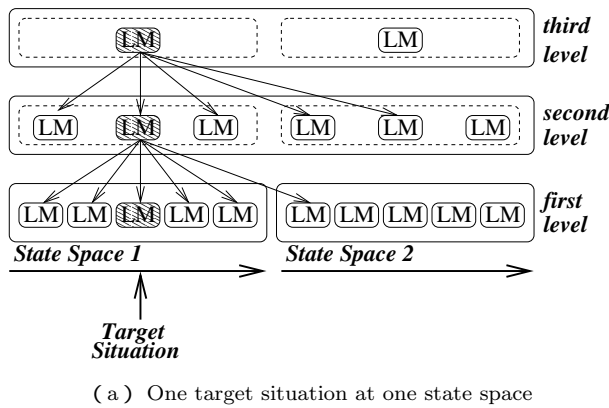 LM LM third level
LM LM LM LM LM LM second level
LM LM LM LM LM LM LM LM LM LM first level
State Space 1 State Space 2
Target
Situation
(a) One target situation at one state space